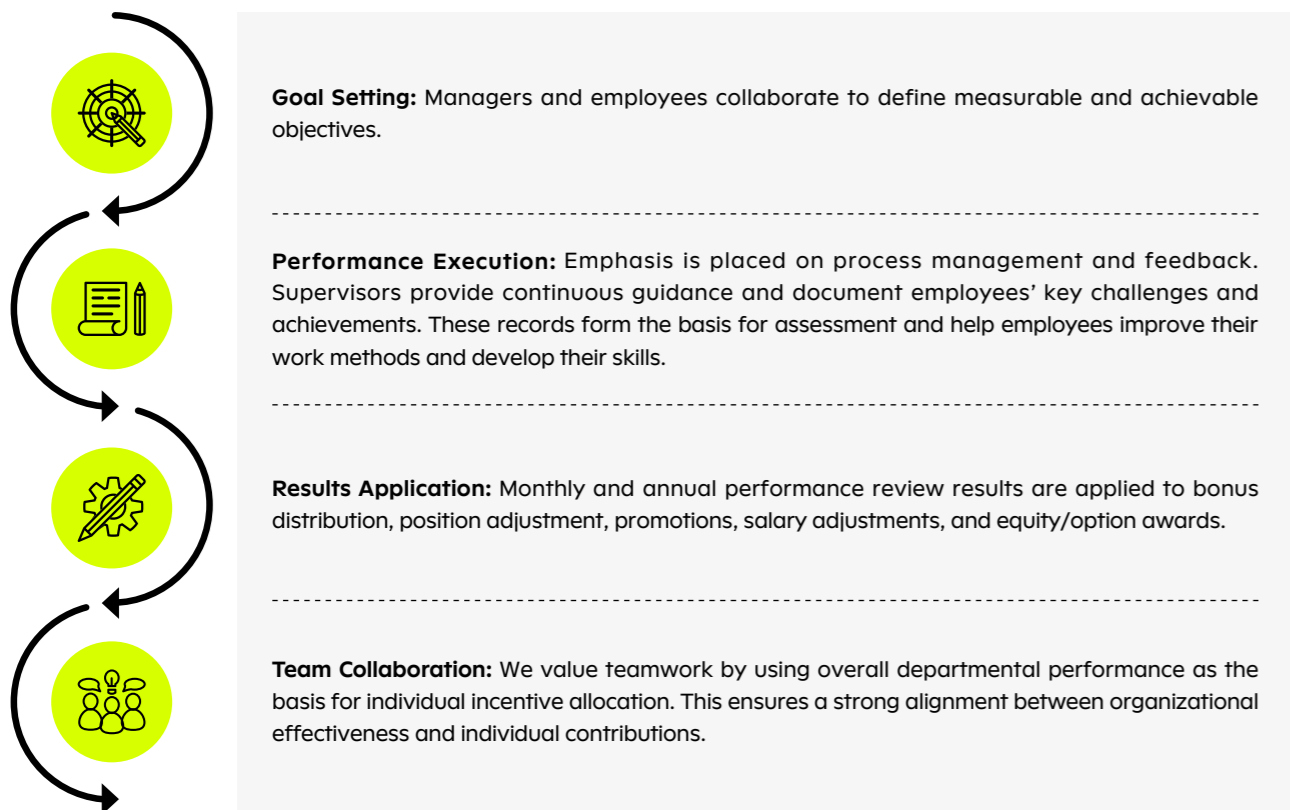 Goal Setting: Managers and employees collaborate to define measurable and achievable
objectives.
Performance Execution: Emphasis is placed on process management and feedback.
Supervisors provide continuous guidance and document employees’ key challenges and
achievements. These records form the basis for assessment and help employees improve their
work methods and develop their skills.
Results Application: Monthly and annual performance review results are applied to bonus
distribution, position adjustment, promotions, salary adjustments, and equity/option awards.
Team Collaboration: We value teamwork by using overall departmental performance as the
basis for individual incentive allocation. This ensures a strong alignment between organizational
effectiveness and individual contributions.